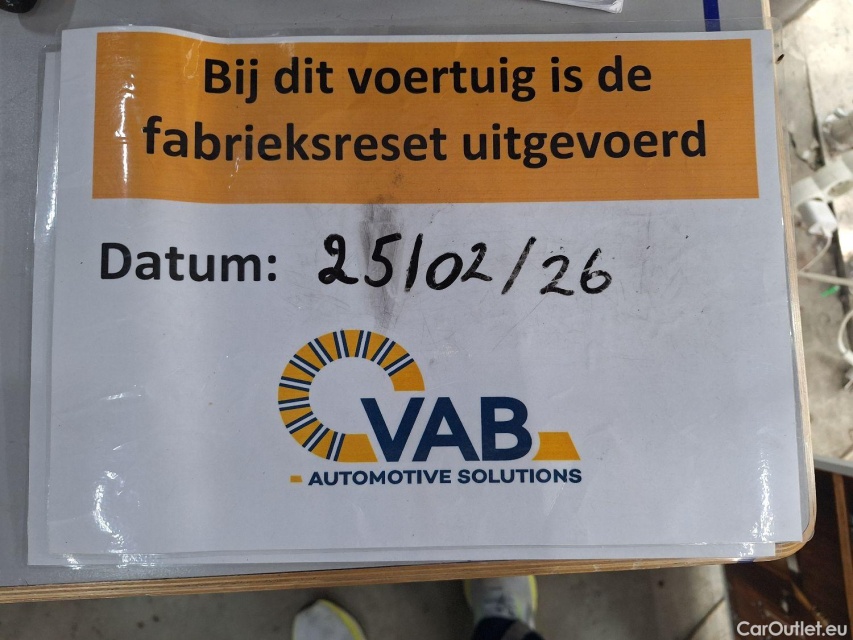 Bij dit voertuig is de
fabrieksreset uitgevoerd
Datum: 25/02/26
VAB
AUTOMOTIVE SOLUTIONS
CarOutlet.eu